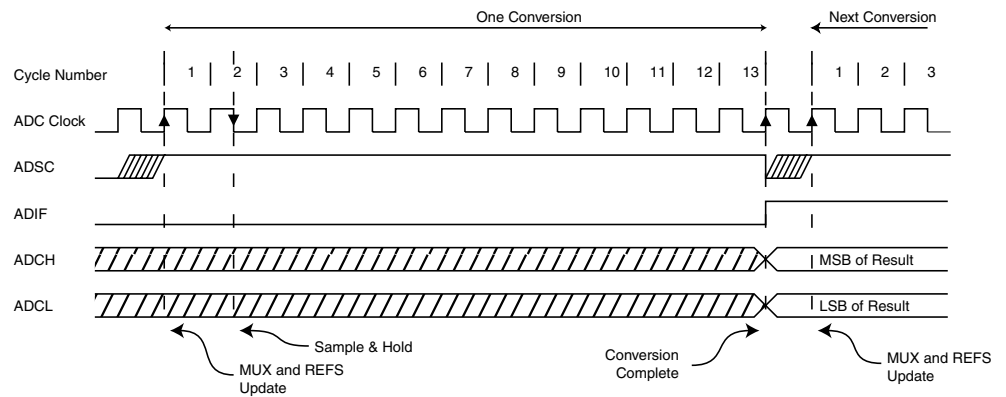 One Conversion Next Conversion
Cycle Number 1 2 3 4 5 6 7 8 9 10 11 12 13 1 2 3
ADC Clock
ADSC
ADIF
ADCH MSB of Result
ADCL LSB of Result
Sample & Hold
MUX and REFS
Update
Conversion
Complete
MUX and REFS
Update